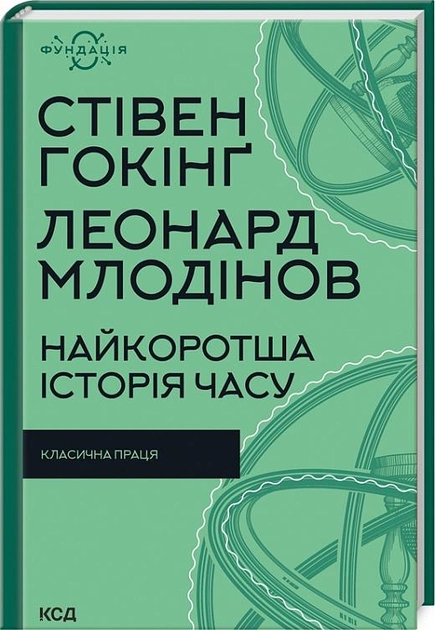 ФУНДАЦІЯ
СТІВЕН
ГОКІНҐ
ЛЕОНАРД
МЛОДІНОВ
НАЙКОРОТША
ІСТОРІЯ ЧАСУ
КЛАСИЧНА ПРАЦЯ
КСД